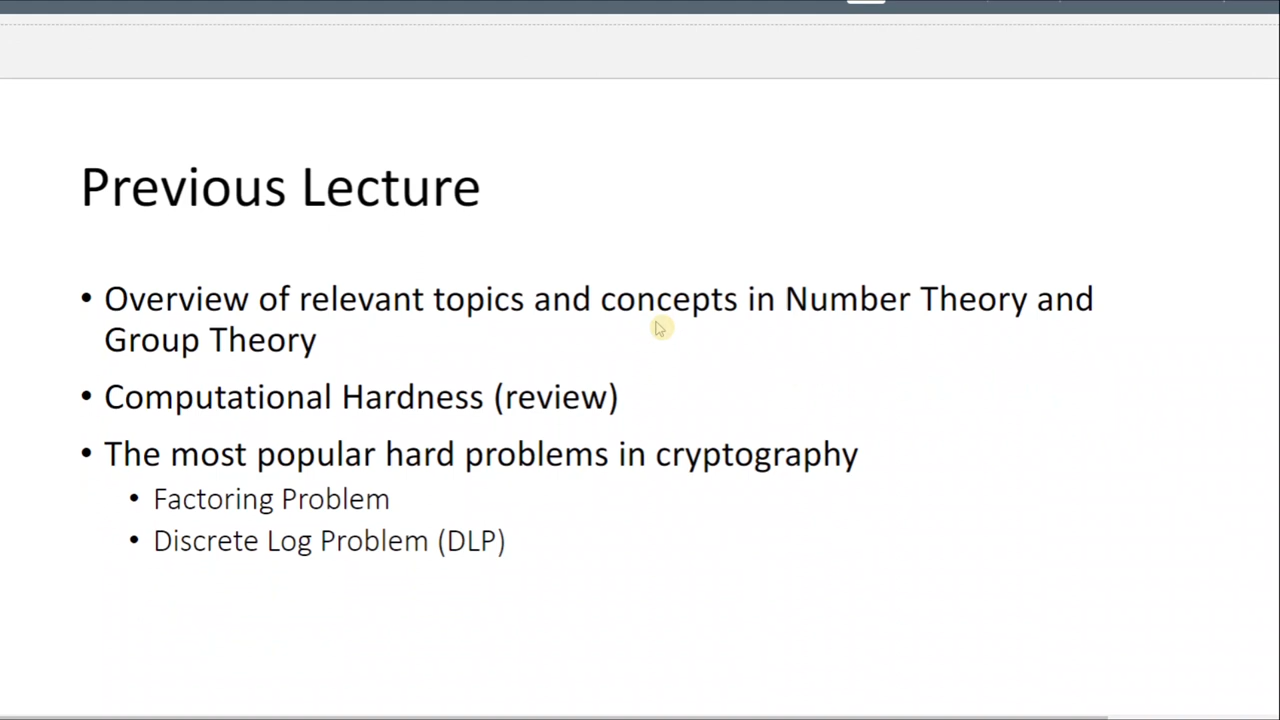 Previous Lecture
• Overview of relevant topics and concepts in Number Theory and
Group Theory
• Computational Hardness (review)
• The most popular hard problems in cryptography
• Factoring Problem
• Discrete Log Problem (DLP)